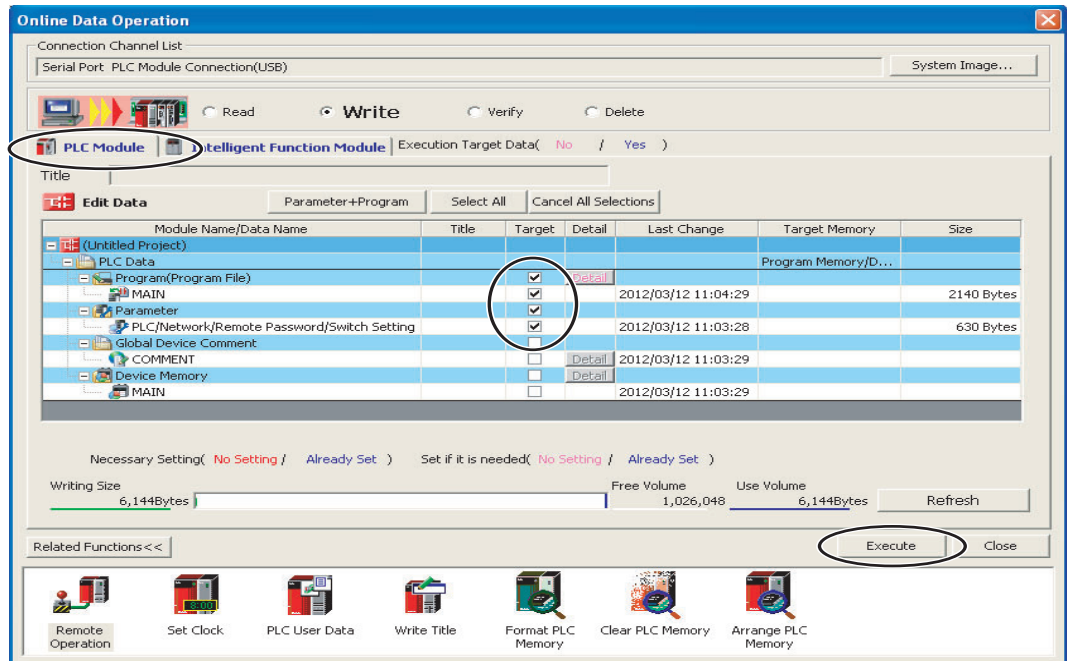 Online Data Operation
Connection Channel List
Serial Port PLC Module Connection(USB)
System Image...
Read
Write
Verify
Delete
PLC Module
Intelligent Function Module
Execution Target Data( No / Yes )
Title
Edit Data
Parameter+Program
Select All
Cancel All Selections
Module Name/Data Name Title Target Detail Last Change Target Memory Size
(Untitled Project)
PLC Data Program Memory/D...
Program(Program File) Detail
MAIN 2012/03/12 11:04:29 2140 Bytes
Parameter
PLC/Network/Remote Password/Switch Setting 2012/03/12 11:03:28 630 Bytes
Global Device Comment
COMMENT Detail 2012/03/12 11:03:29
Device Memory Detail
MAIN 2012/03/12 11:03:29
Necessary Setting( No Setting / Already Set ) Set if it is needed( No Setting / Already Set )
Writing Size Free Volume Use Volume
6,144Bytes 1,026,048 6,144Bytes Refresh
Related Functions<< Execute Close
8:00
Remote Operation
Set Clock
PLC User Data
Write Title
Format PLC Memory
Clear PLC Memory
Arrange PLC Memory